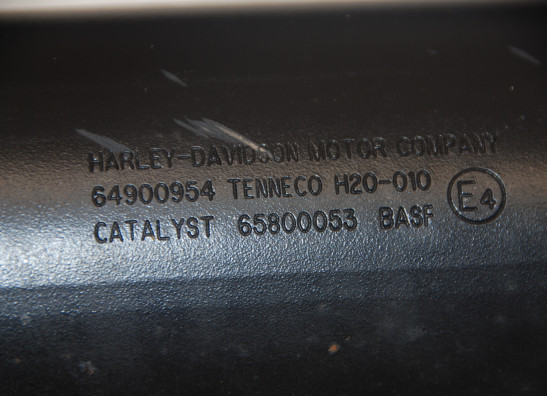 HARLEY-DAVIDSON MOTOR COMPANY
64900954 TENNECO H20-010
CATALYST 65800053 BASF E4